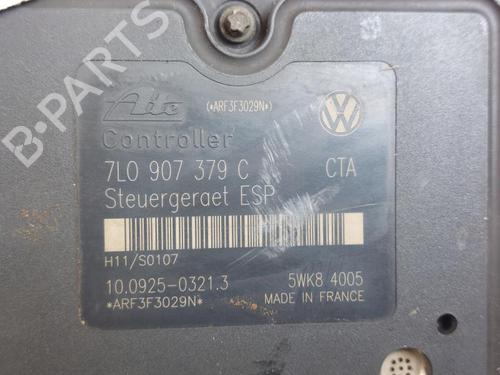 B-PARTS
Ate (*ARF3F3029N*)
Controller
7L0 907 379 C CTA
Steuergeraet ESP
H11/S0107
10.0925-0321.3 5WK8 4005
*ARF3F3029N* MADE IN FRANCE